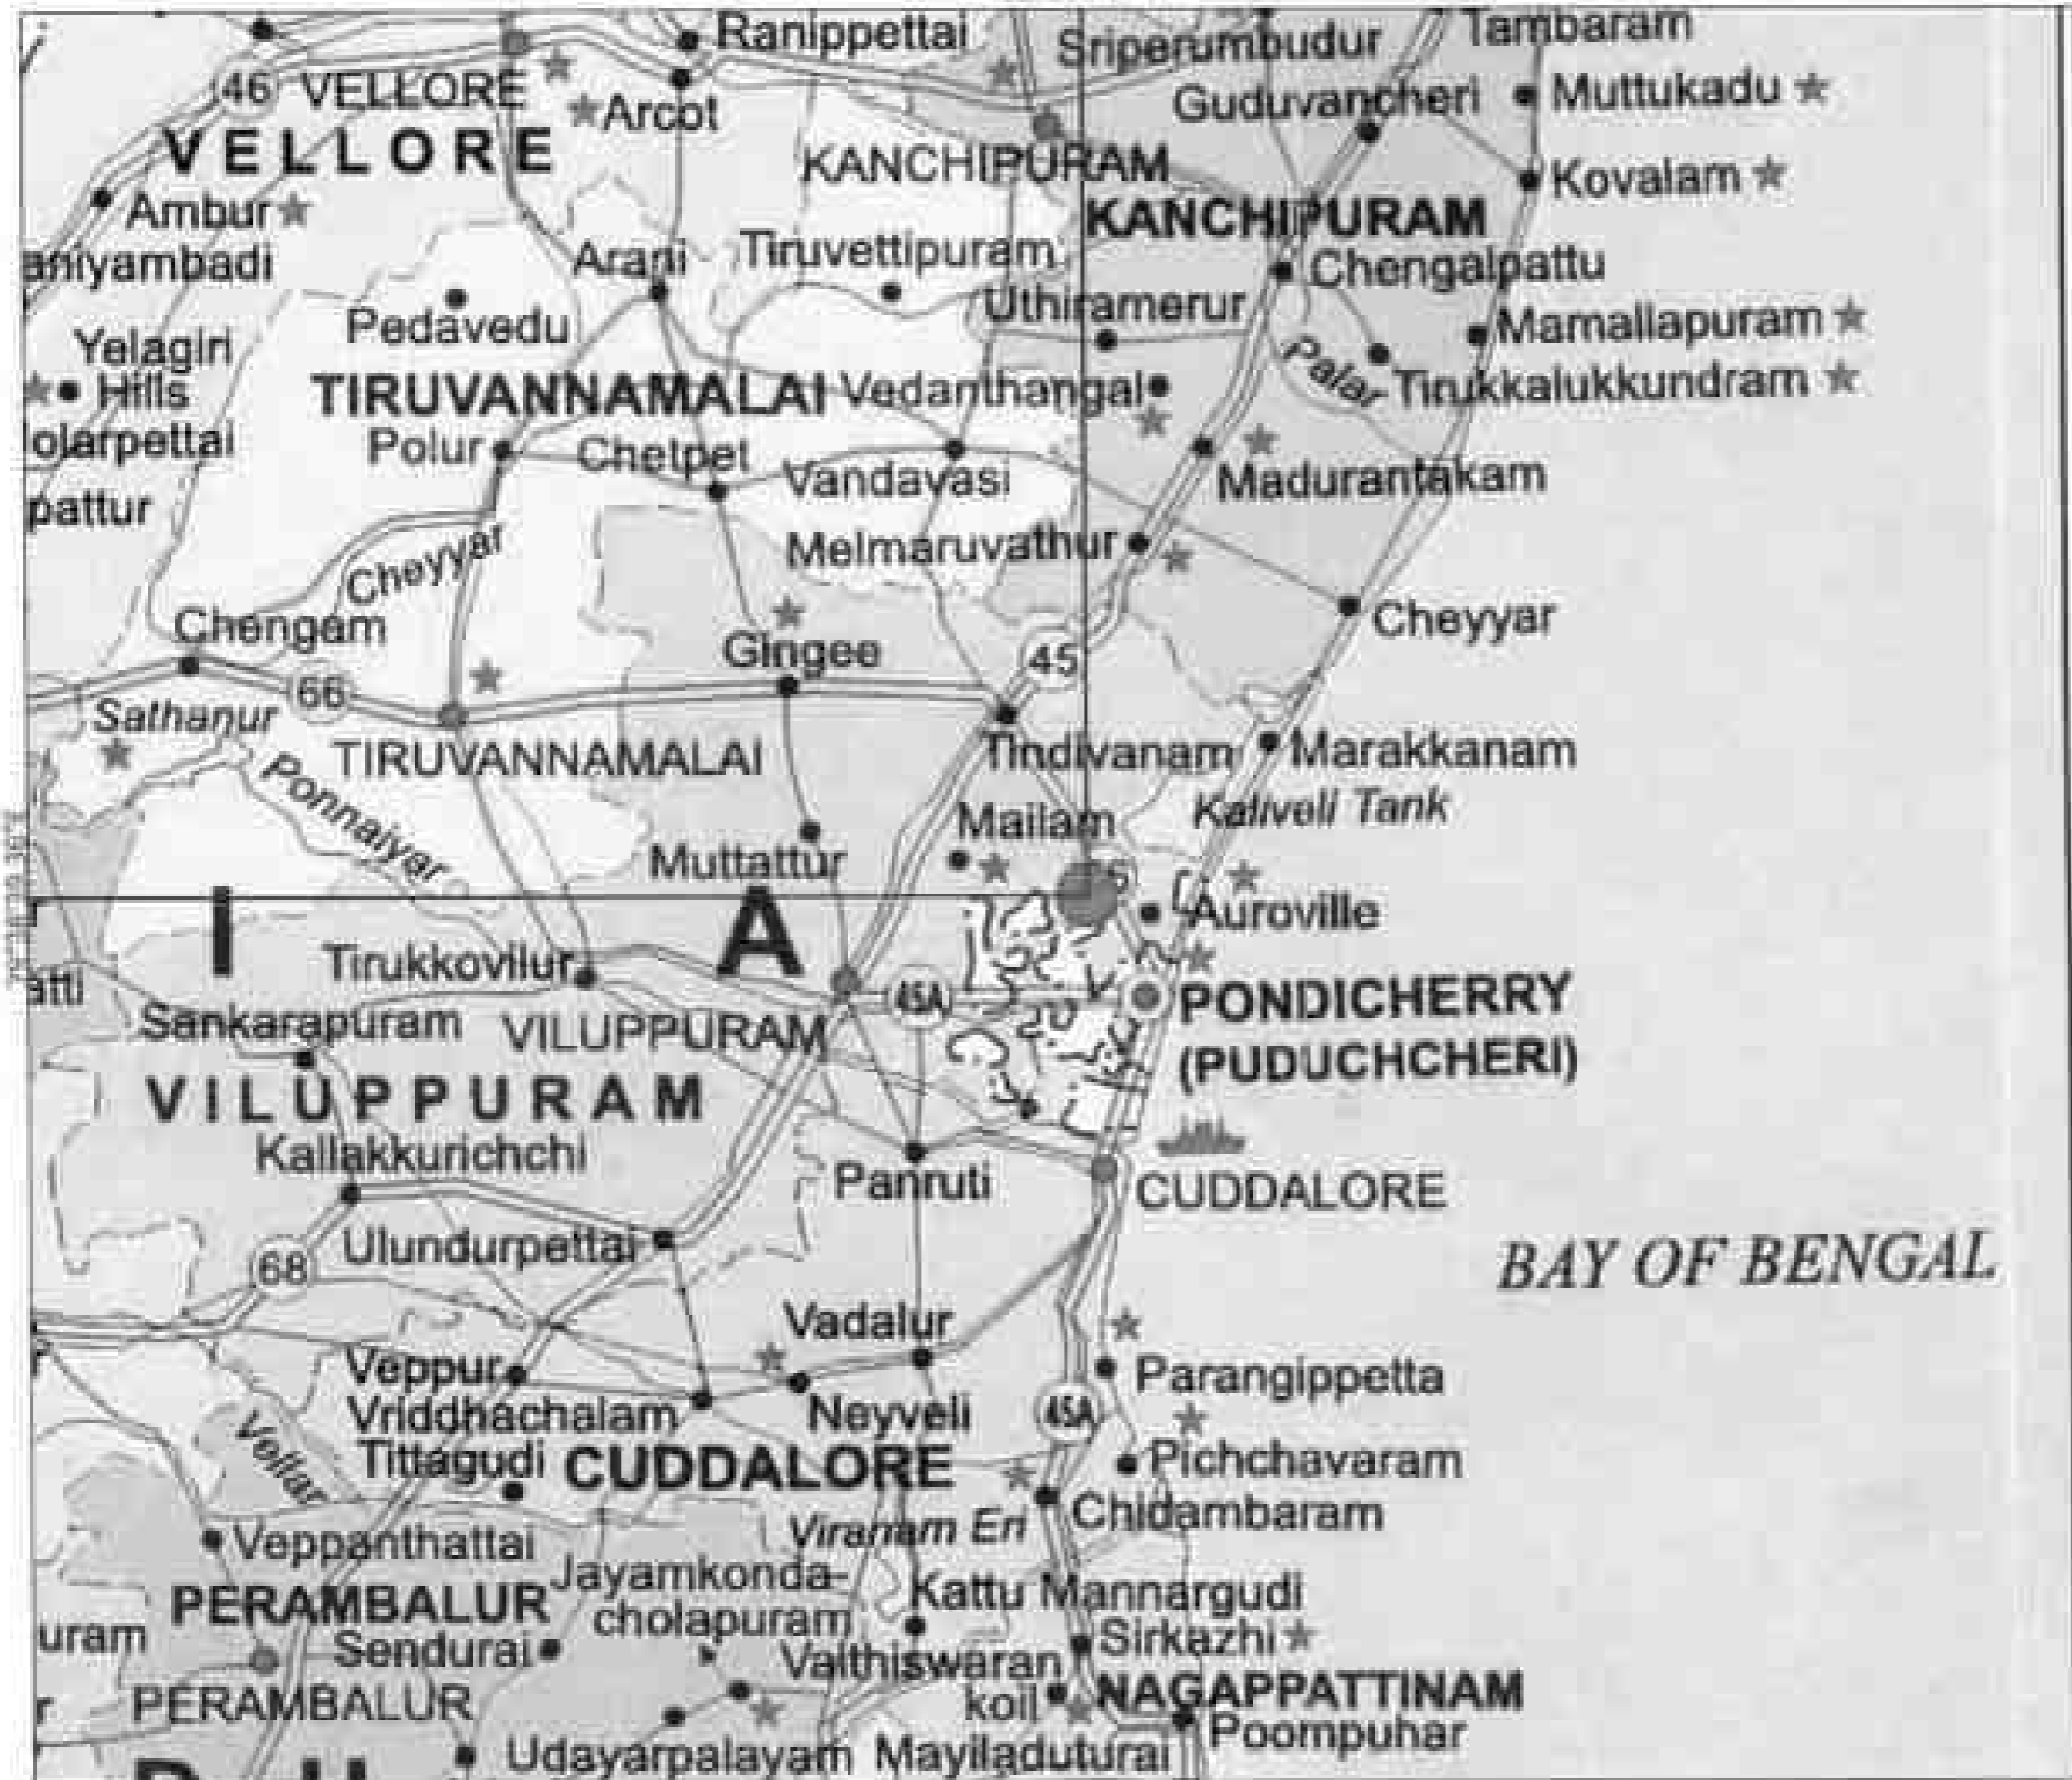 Ranippettai
Sriperumbudur
Tambaram
46
VELLORE
Arcot
Guduvancheri
Muttukadu
VELLORE
KANCHIPURAM
Kovalam
Ambur
KANCHIPURAM
aniyambadi
Arani
Tiruvettipuram
Chengalpattu
Pedavedu
Uthiramerur
Mamallapuram
Yelagiri
Hills
Palar
TIRUVANNAMALAI
Vedanthangal
Tirukkalukkundram
olarpettai
Polur
Chetpet
Vandavasi
Madurantakam
pattur
Cheyyar
Melmaruvathur
Chengam
Cheyyar
Gingee
45
66
Sathanur
TIRUVANNAMALAI
Tindivanam
Marakkanam
Ponnaiyar
Mailam
Kaliveli Tank
Muttattur
I A
Auroville
Tirukkovilur
atti
45A
PONDICHERRY
Sankarapuram
VILUPPURAM
(PUDUCHCHERI)
VILUPPURAM
Kallakkurichchi
Panruti
CUDDALORE
Ulundurpettai
68
BAY OF BENGAL
Vadalur
Veppur
Parangippetta
Vriddhachalam
Neyveli
45A
Vellar
Tittagudi
CUDDALORE
Pichchavaram
Chidambaram
Viranam Eri
Veppanthattai
Jayamkonda-
cholapuram
Kattu Mannargudi
PERAMBALUR
uram
Sendurai
Sirkazhi
Vaithiswaran
koil
NAGAPPATTINAM
PERAMBALUR
r
Poompuhar
Udayarpalayam
Mayiladuturai